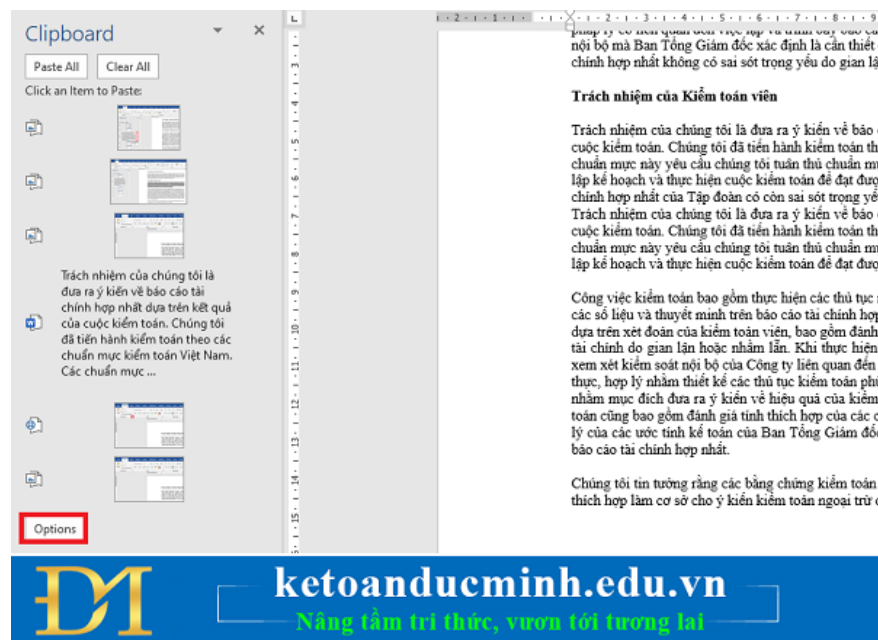 Clipboard
Paste All
Clear All
Click an Item to Paste:
Trách nhiệm của chúng tôi là
đưa ra ý kiến về báo cáo tài
chính hợp nhất dựa trên kết quả
của cuộc kiểm toán. Chúng tôi
đã tiến hành kiểm toán theo các
chuẩn mực kiểm toán Việt Nam.
Các chuẩn mực ...
Options
nội bộ mà Ban Tổng Giám đốc xác định là cần thiết
chính hợp nhất không có sai sót trọng yếu do gian
Trách nhiệm của Kiểm toán viên
Trách nhiệm của chúng tôi là đưa ra ý kiến về báo
cuộc kiểm toán. Chúng tôi đã tiến hành kiểm toán
chuẩn mực này yêu cầu chúng tôi tuân thủ chuẩn
lập kế hoạch và thực hiện cuộc kiểm toán để đạt
chính hợp nhất của Tập đoàn có còn sai sót trọng
Trách nhiệm của chúng tôi là đưa ra ý kiến về báo
cuộc kiểm toán. Chúng tôi đã tiến hành kiểm toán
chuẩn mực này yêu cầu chúng tôi tuân thủ chuẩn
lập kế hoạch và thực hiện cuộc kiểm toán để đạt
Công việc kiểm toán bao gồm thực hiện các thủ tục
các số liệu và thuyết minh trên báo cáo tài chính
dựa trên xét đoán của kiểm toán viên, bao gồm đánh
tài chính do gian lận hoặc nhầm lẫn. Khi thực hiện
xem xét kiểm soát nội bộ của Công ty liên quan đến
thực, hợp lý nhằm thiết kế các thủ tục kiểm toán
nhằm mục đích đưa ra ý kiến về hiệu quả của kiểm
toán cũng bao gồm đánh giá tính thích hợp của các
lý của các ước tính kế toán của Ban Tổng Giám
báo cáo tài chính hợp nhất.
Chúng tôi tin tưởng rằng các bằng chứng kiểm toán
thích hợp làm cơ sở cho ý kiến kiểm toán ngoại trừ
ketoanducminh.edu.vn
Nâng tầm tri thức, vươn tới tương lai